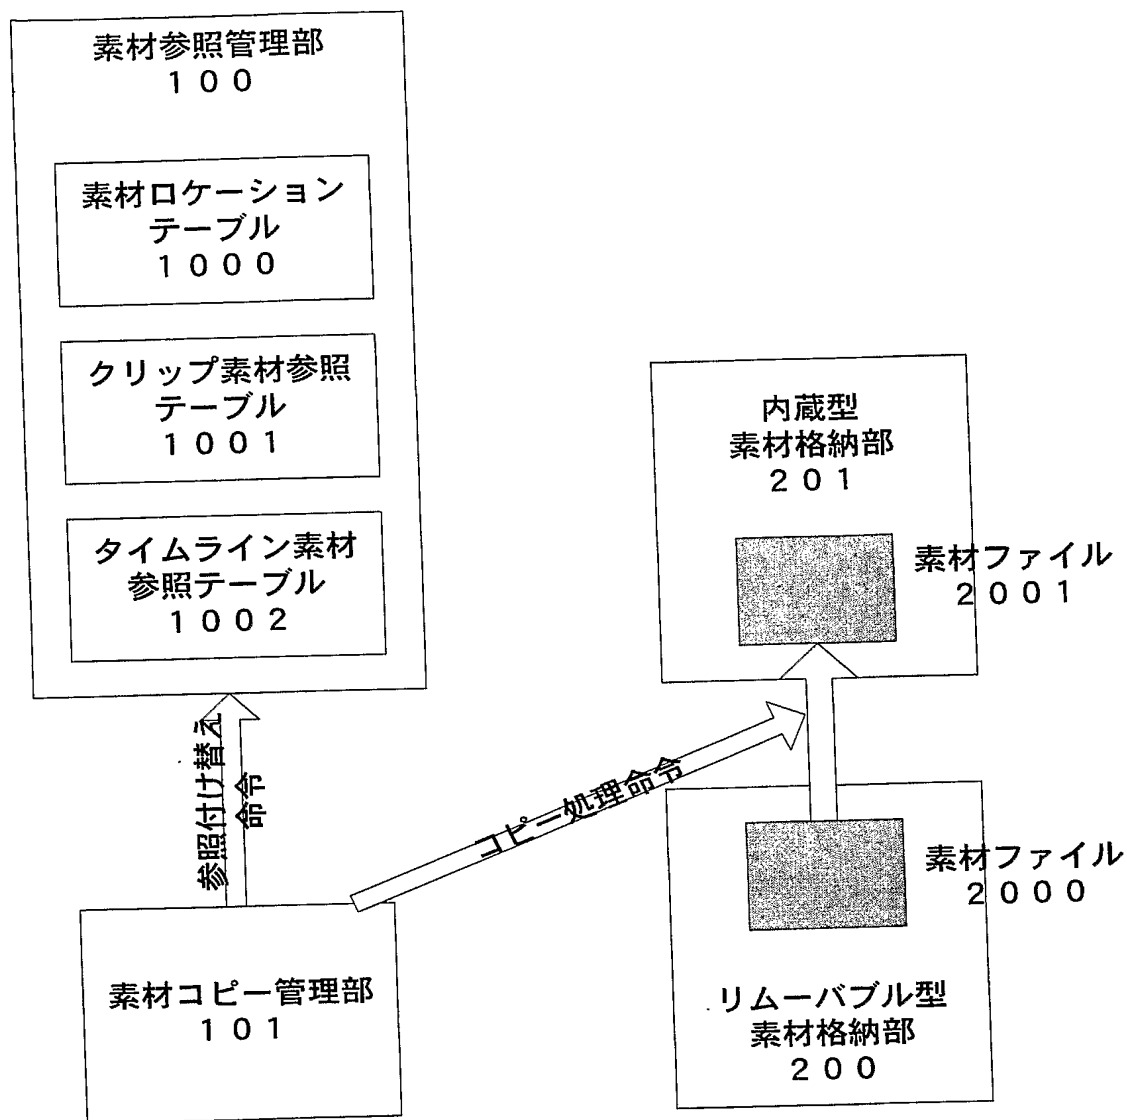 素材参照管理部
１００
素材ロケーション
テーブル
１０００
クリップ素材参照
テーブル
１００１
タイムライン素材
参照テーブル
１００２
内蔵型
素材格納部
２０１
素材ファイル
２００１
参照付け替え
命令
コピー処理命令
素材ファイル
２０００
素材コピー管理部
１０１
リムーバブル型
素材格納部
２００